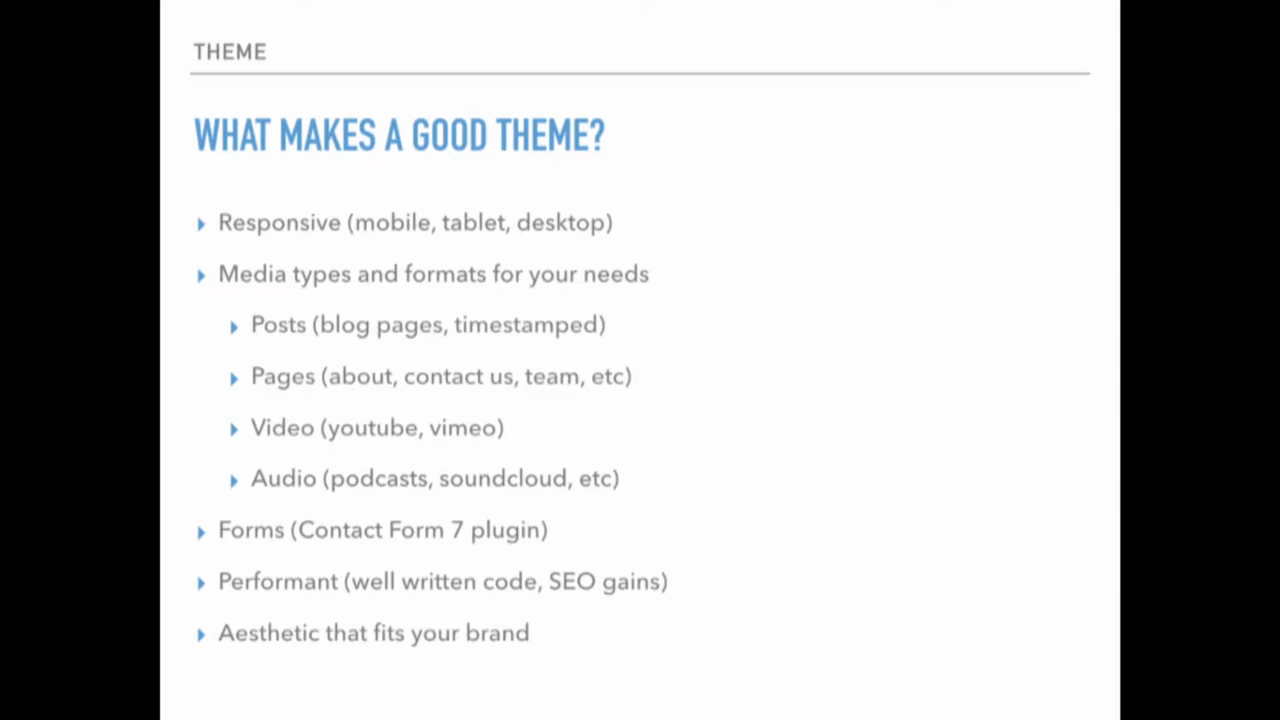 THEME
WHAT MAKES A GOOD THEME?
Responsive (mobile, tablet, desktop)
Media types and formats for your needs
Posts (blog pages, timestamped)
Pages (about, contact us, team, etc)
Video (youtube, vimeo)
Audio (podcasts, soundcloud, etc)
Forms (Contact Form 7 plugin)
Performant (well written code, SEO gains)
Aesthetic that fits your brand